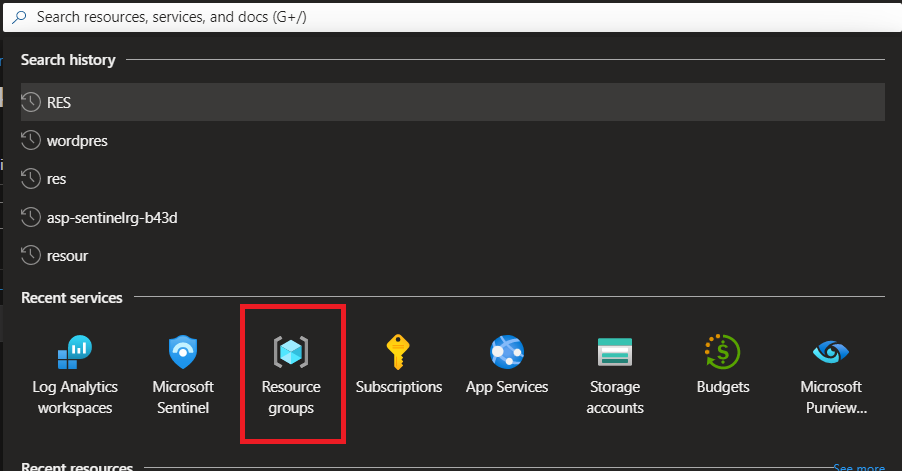 Search resources, services, and docs (G+/)
Search history
RES
wordpres
res
asp-sentinelrg-b43d
resour
Recent services
Log Analytics workspaces
Microsoft Sentinel
Resource groups
Subscriptions
App Services
Storage accounts
Budgets
Microsoft Purview...
Recent resources
See more